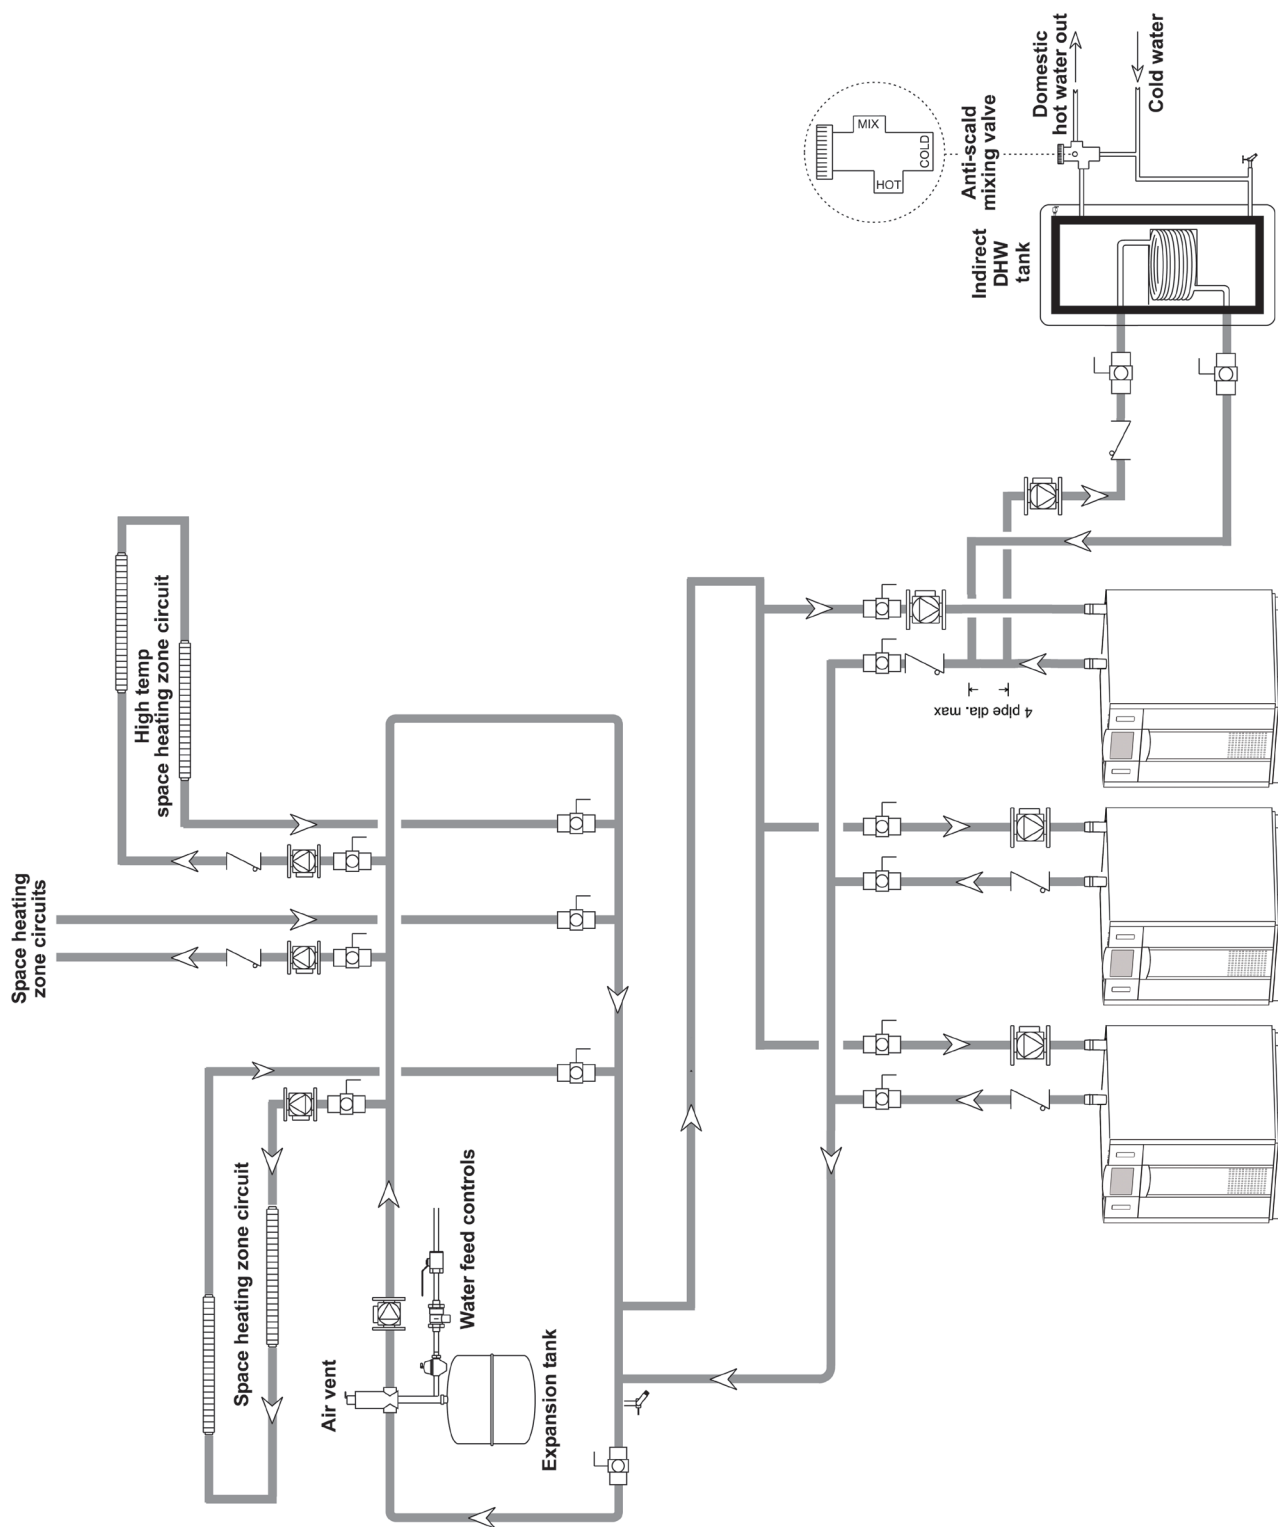 Space heating
zone circuits
High temp
space heating zone circuit
Space heating zone circuit
Air vent
Water feed controls
Expansion tank
4 pipe dia. max
MIX
COLD
HOT
Anti-scald
mixing valve
Domestic
hot water out
Cold water
Indirect
DHW
tank